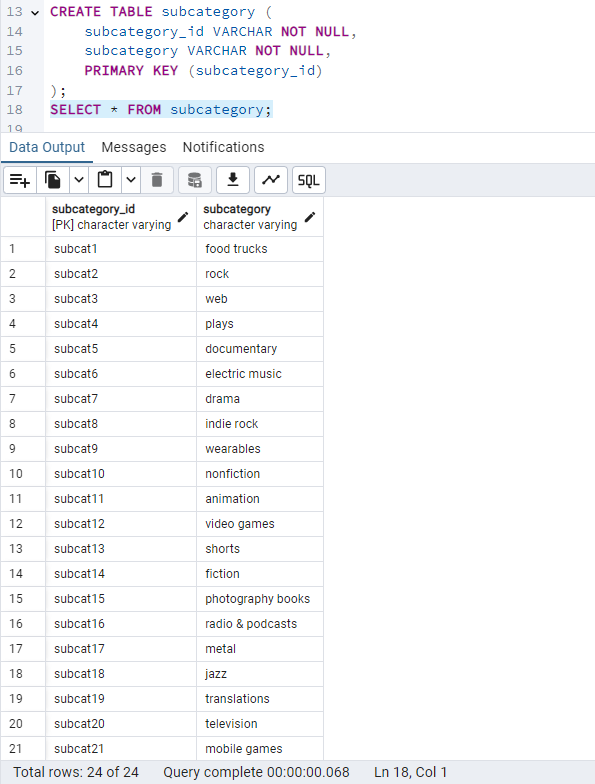 13 CREATE TABLE subcategory (
14 subcategory_id VARCHAR NOT NULL,
15 subcategory VARCHAR NOT NULL,
16 PRIMARY KEY (subcategory_id)
17 );
18 SELECT * FROM subcategory;
19
Data Output Messages Notifications
SQL
subcategory_id subcategory
[PK] character varying character varying
1 subcat1 food trucks
2 subcat2 rock
3 subcat3 web
4 subcat4 plays
5 subcat5 documentary
6 subcat6 electric music
7 subcat7 drama
8 subcat8 indie rock
9 subcat9 wearables
10 subcat10 nonfiction
11 subcat11 animation
12 subcat12 video games
13 subcat13 shorts
14 subcat14 fiction
15 subcat15 photography books
16 subcat16 radio & podcasts
17 subcat17 metal
18 subcat18 jazz
19 subcat19 translations
20 subcat20 television
21 subcat21 mobile games
Total rows: 24 of 24 Query complete 00:00:00.068 Ln 18, Col 1